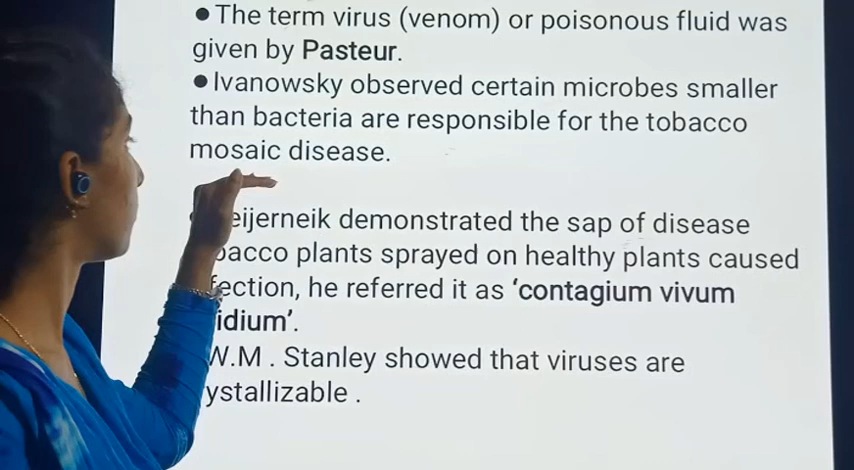 ●The term virus (venom) or poisonous fluid was
given by Pasteur.
●Ivanowsky observed certain microbes smaller
than bacteria are responsible for the tobacco
mosaic disease.
eijerneik demonstrated the sap of disease
bacco plants sprayed on healthy plants caused
fection, he referred it as ‘contagium vivum
idium’.
W.M . Stanley showed that viruses are
ystallizable .